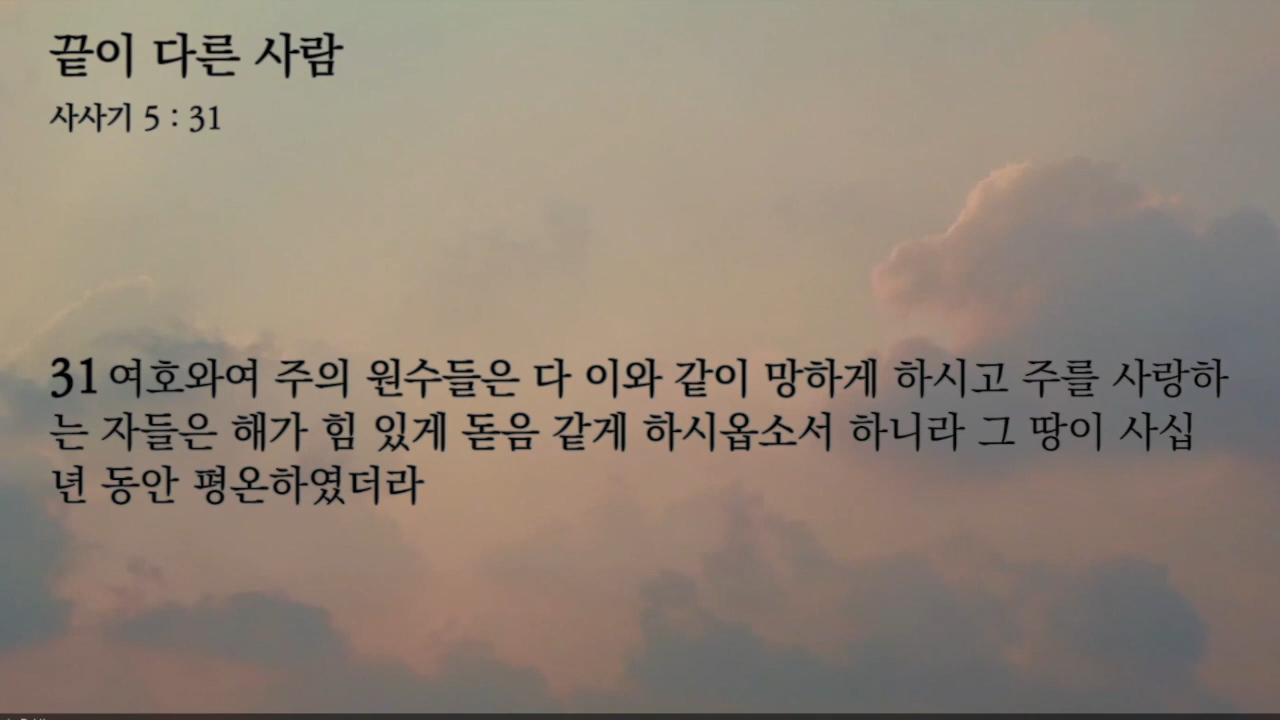 끝이 다른 사람
사사기 5 : 31
31 여호와여 주의 원수들은 다 이와 같이 망하게 하시고 주를 사랑하
는 자들은 해가 힘 있게 돋음 같게 하시옵소서 하니라 그 땅이 사십
년 동안 평온하였더라